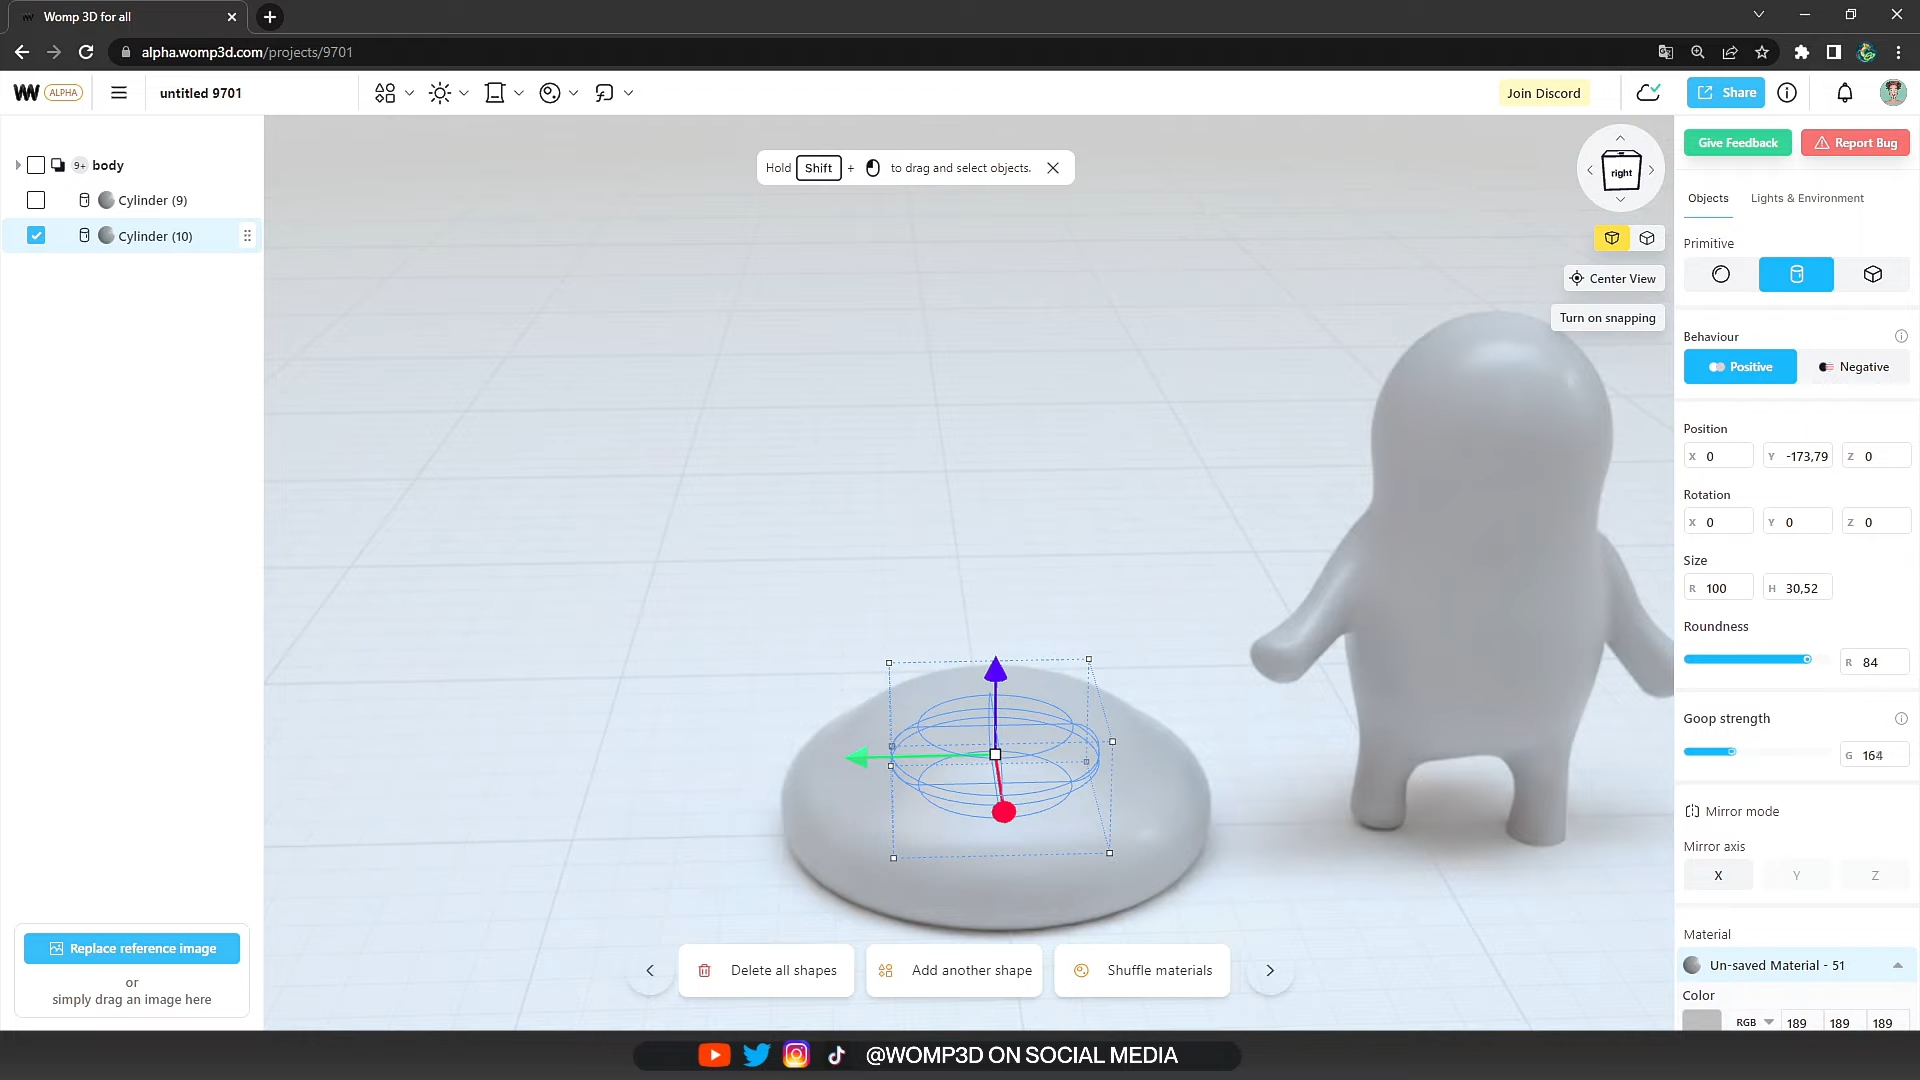 Womp 3D for all
alpha.womp3d.com/projects/9701
ALPHA
untitled 9701
Join Discord
Share
9+ body
Cylinder (9)
Cylinder (10)
Hold Shift + to drag and select objects.
right
Center View
Turn on snapping
Give Feedback
Report Bug
Objects
Lights & Environment
Primitive
Behaviour
Positive
Negative
Position
X 0
Y -173,79
Z 0
Rotation
X 0
Y 0
Z 0
Size
R 100
H 30,52
Roundness
R 84
Goop strength
G 164
Mirror mode
Mirror axis
X
Y
Z
Material
Un-saved Material - 51
Color
RGB
189
189
189
Replace reference image
or
simply drag an image here
Delete all shapes
Add another shape
Shuffle materials
@WOMP3D ON SOCIAL MEDIA